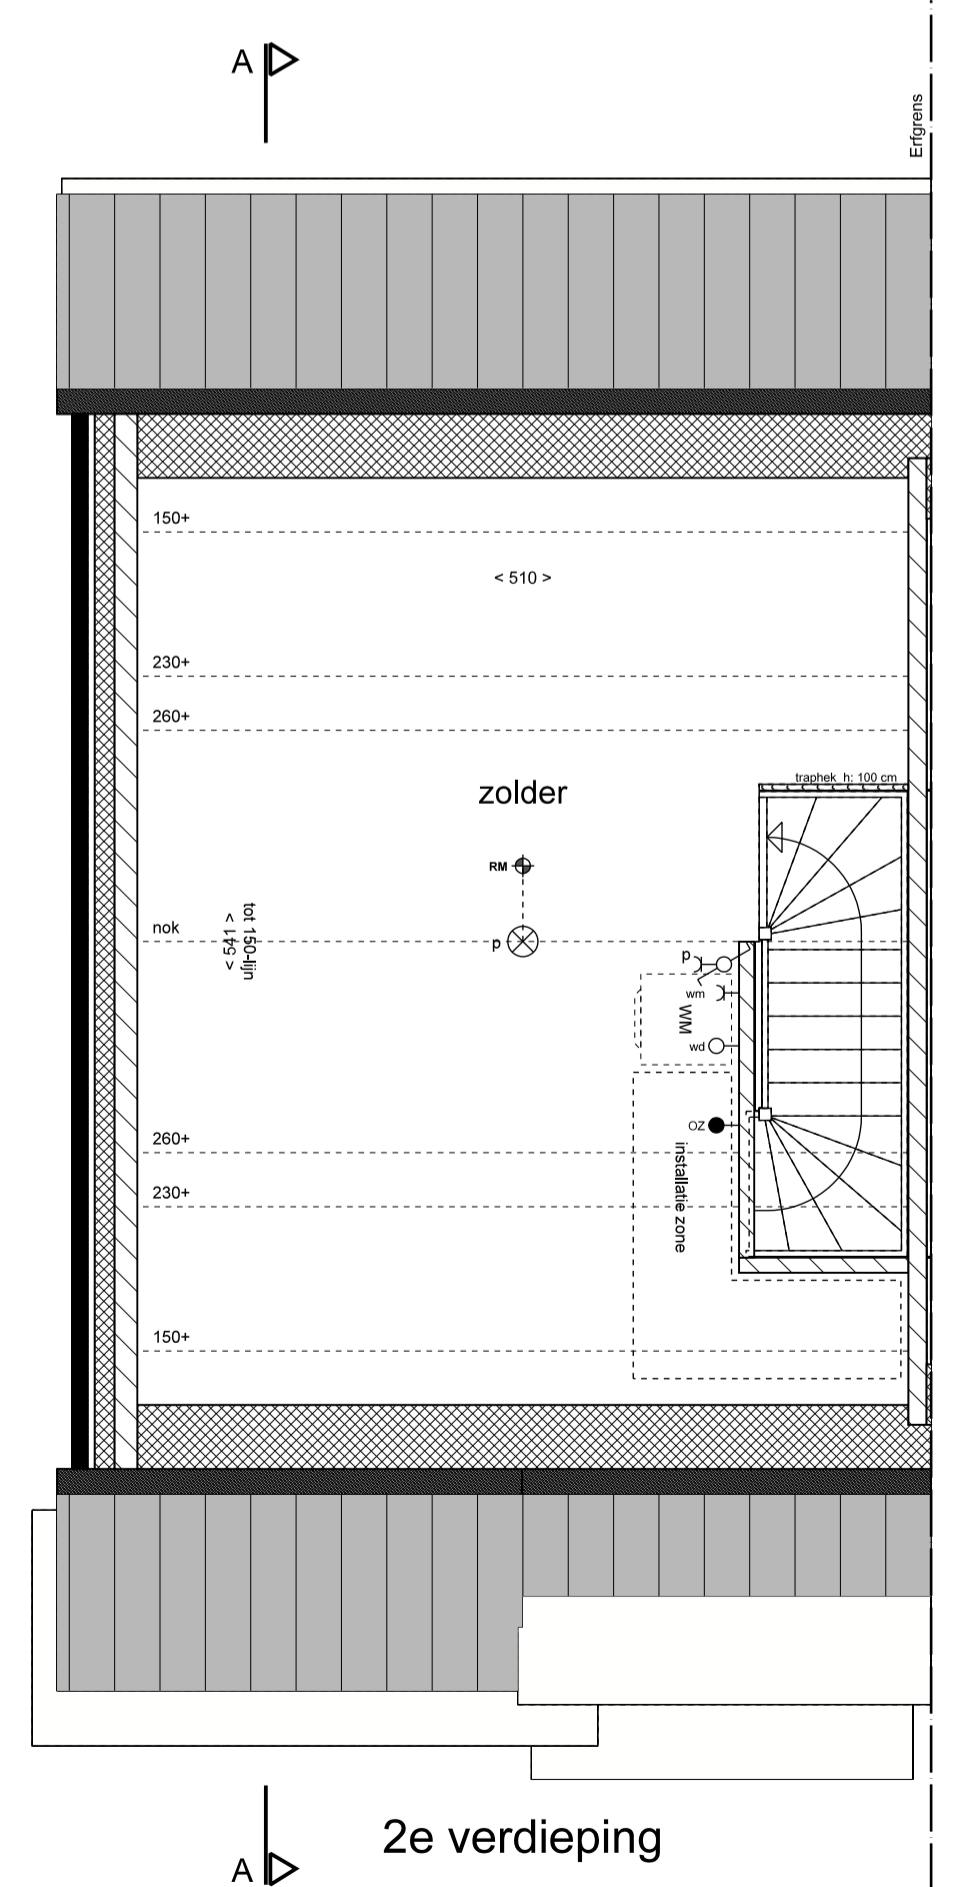 A
Erfgrens
150+
< 510 >
230+
260+
traphek h: 100 cm
zolder
RM
nok
tot 150-lijn
< 541 >
p
p
wm
WM
wd
OZ
installatie zone
260+
230+
150+
2e verdieping
A